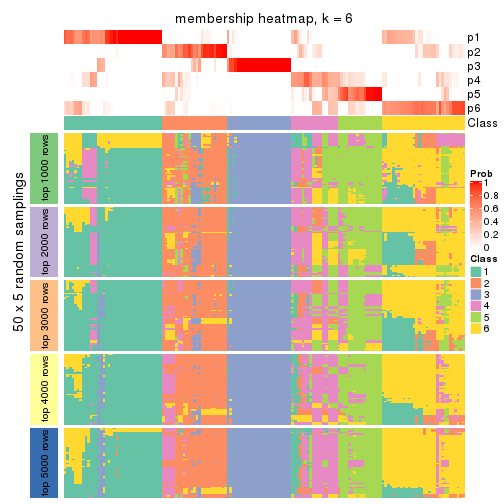 membership heatmap, k = 6
p1
p2
p3
p4
p5
p6
Class
50 x 5 random samplings
top 1000 rows
top 2000 rows
top 3000 rows
top 4000 rows
top 5000 rows
Prob
1
0.8
0.6
0.4
0.2
0
Class
1
2
3
4
5
6